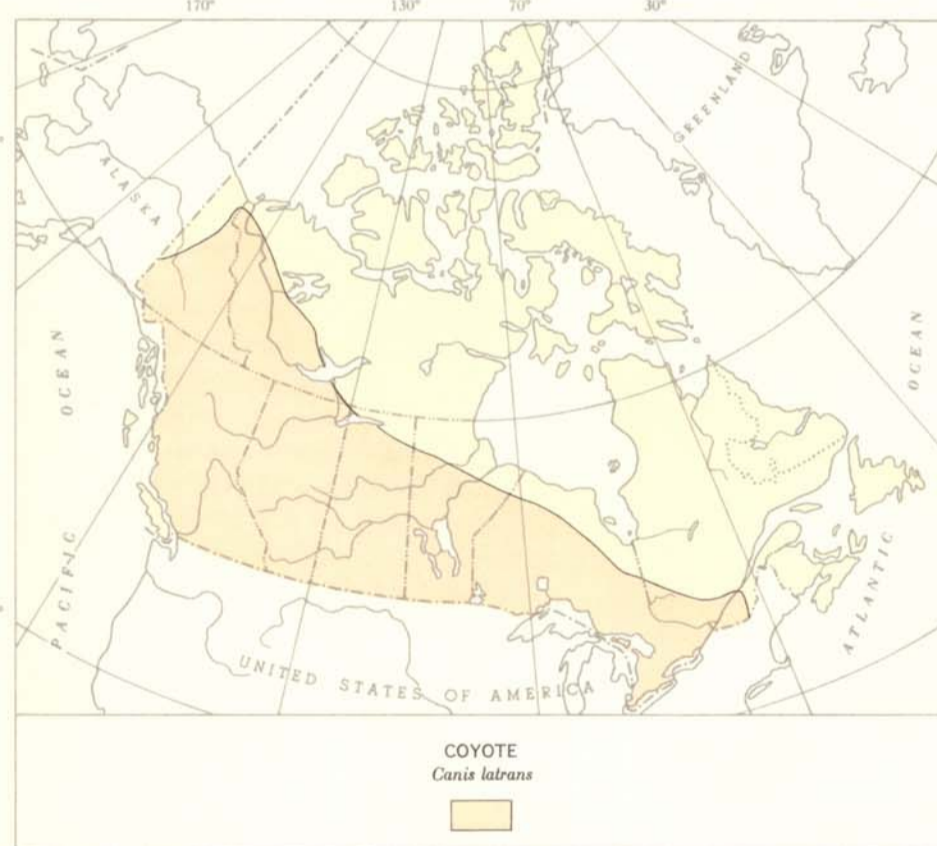 170° 130° 70° 30°
GREENLAND
ALASKA
OCEAN
OCEAN
PACIFIC
ATLANTIC
UNITED STATES OF AMERICA
COYOTE
Canis latrans